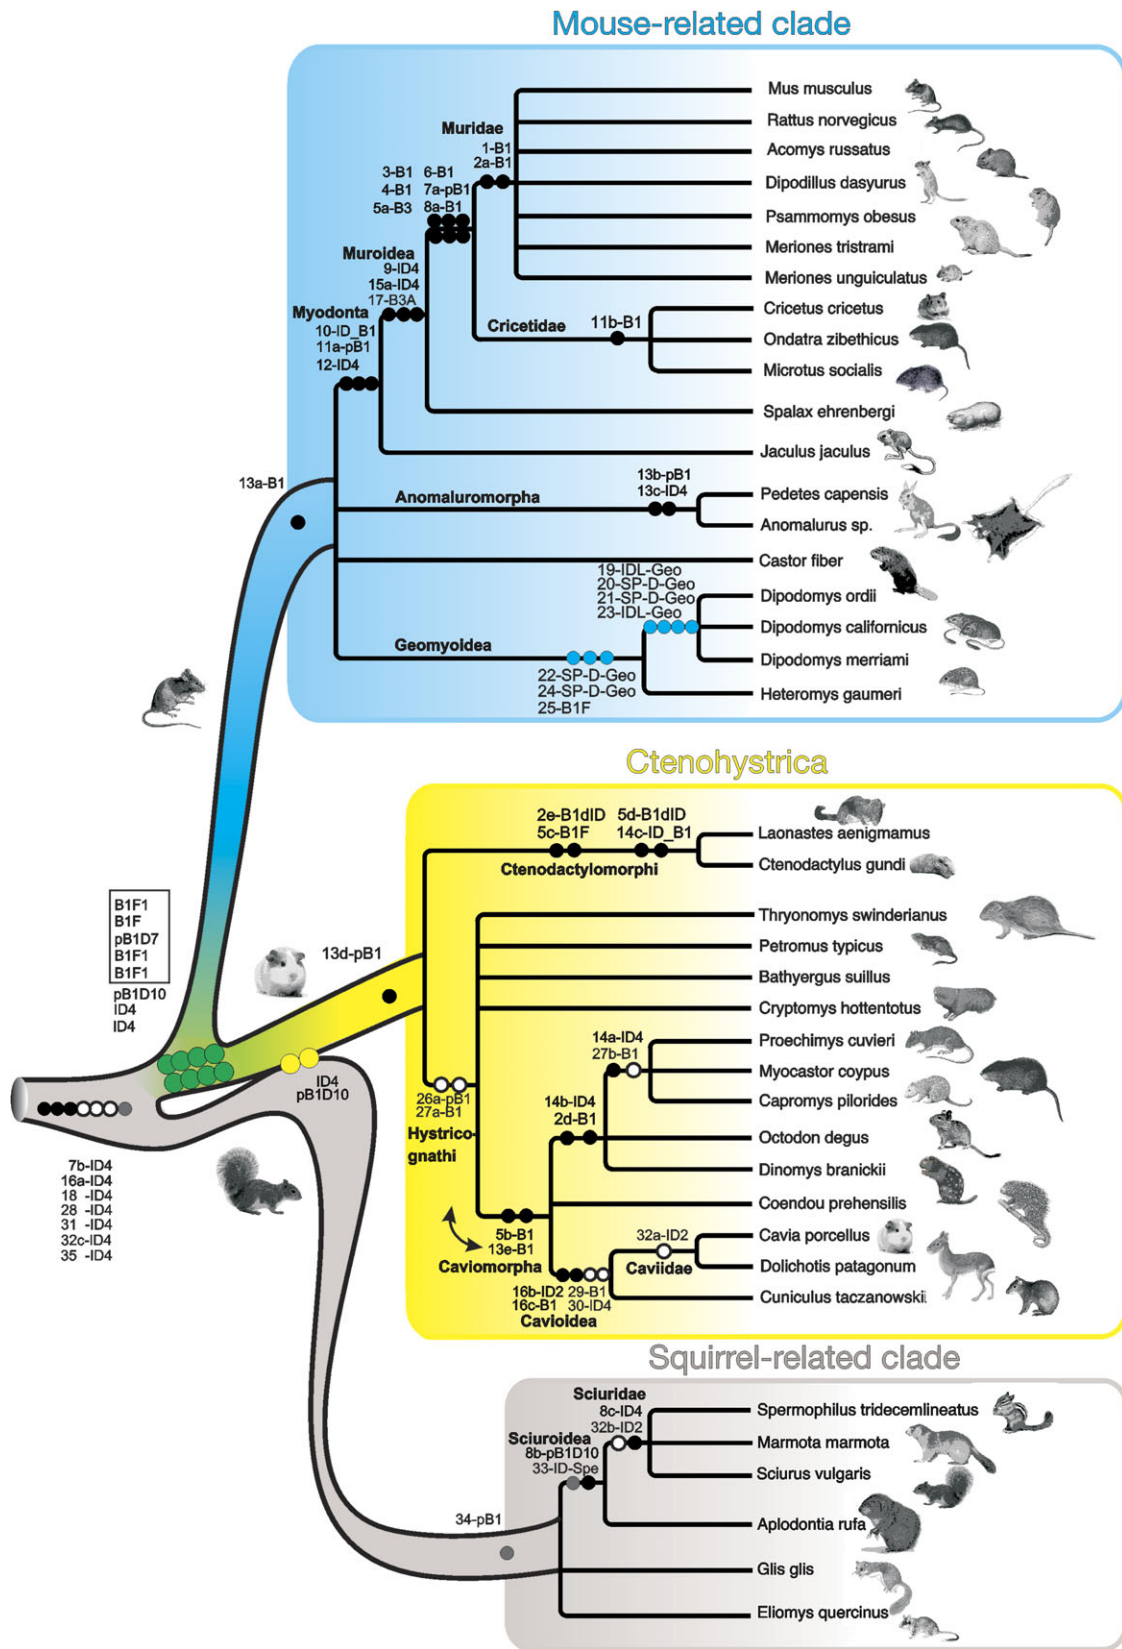 Mouse-related clade
Mus musculus
Rattus norvegicus
Muridae
1-B1
2a-B1
Acomys russatus
3-B1 6-B1
4-B1 7a-pB1
5a-B3 8a-B1
Dipodillus dasyurus
Psammomys obesus
Meriones tristrami
Muroidea
9-ID4
15a-ID4
17-B3A
Meriones unguiculatus
Myodonta
10-ID_B1
11a-pB1
12-ID4
Cricetus cricetus
Cricetidae
11b-B1
Ondatra zibethicus
Microtus socialis
Spalax ehrenbergi
Jaculus jaculus
13a-B1
Anomaluromorpha
13b-pB1
13c-ID4
Pedetes capensis
Anomalurus sp.
Castor fiber
19-IDL-Geo
20-SP-D-Geo
21-SP-D-Geo
23-IDL-Geo
Dipodomys ordii
Dipodomys californicus
Geomyoidea
Dipodomys merriami
22-SP-D-Geo
24-SP-D-Geo
25-B1F
Heteromys gaumeri
Ctenohystrica
2e-B1dID 5d-B1dID
5c-B1F 14c-ID_B1
Laonastes aenigmamus
Ctenodactylomorphi
Ctenodactylus gundi
B1F1
B1F
pB1D7
B1F1
B1F1
pB1D10
ID4
ID4
13d-pB1
Thryonomys swinderianus
Petromus typicus
Bathyergus suillus
Cryptomys hottentotus
14a-ID4
27b-B1
Proechimys cuvieri
Myocastor coypus
Capromys pilorides
ID4
pB1D10
26a-pB1
27a-B1
Hystrico-
gnathi
14b-ID4
2d-B1
Octodon degus
Dinomys branickii
7b-ID4
16a-ID4
18 -ID4
28 -ID4
31 -ID4
32c-ID4
35 -ID4
Coendou prehensilis
5b-B1
13e-B1
Caviomorpha
32a-ID2
Caviidae
Cavia porcellus
Dolichotis patagonum
16b-ID2 29-B1
16c-B1 30-ID4
Cavioidea
Cuniculus taczanowskii
Squirrel-related clade
Sciuridae
8c-ID4
32b-ID2
Spermophilus tridecemlineatus
Sciuroidea
8b-pB1D10
33-ID-Spe
Marmota marmota
Sciurus vulgaris
34-pB1
Aplodontia rufa
Glis glis
Eliomys quercinus